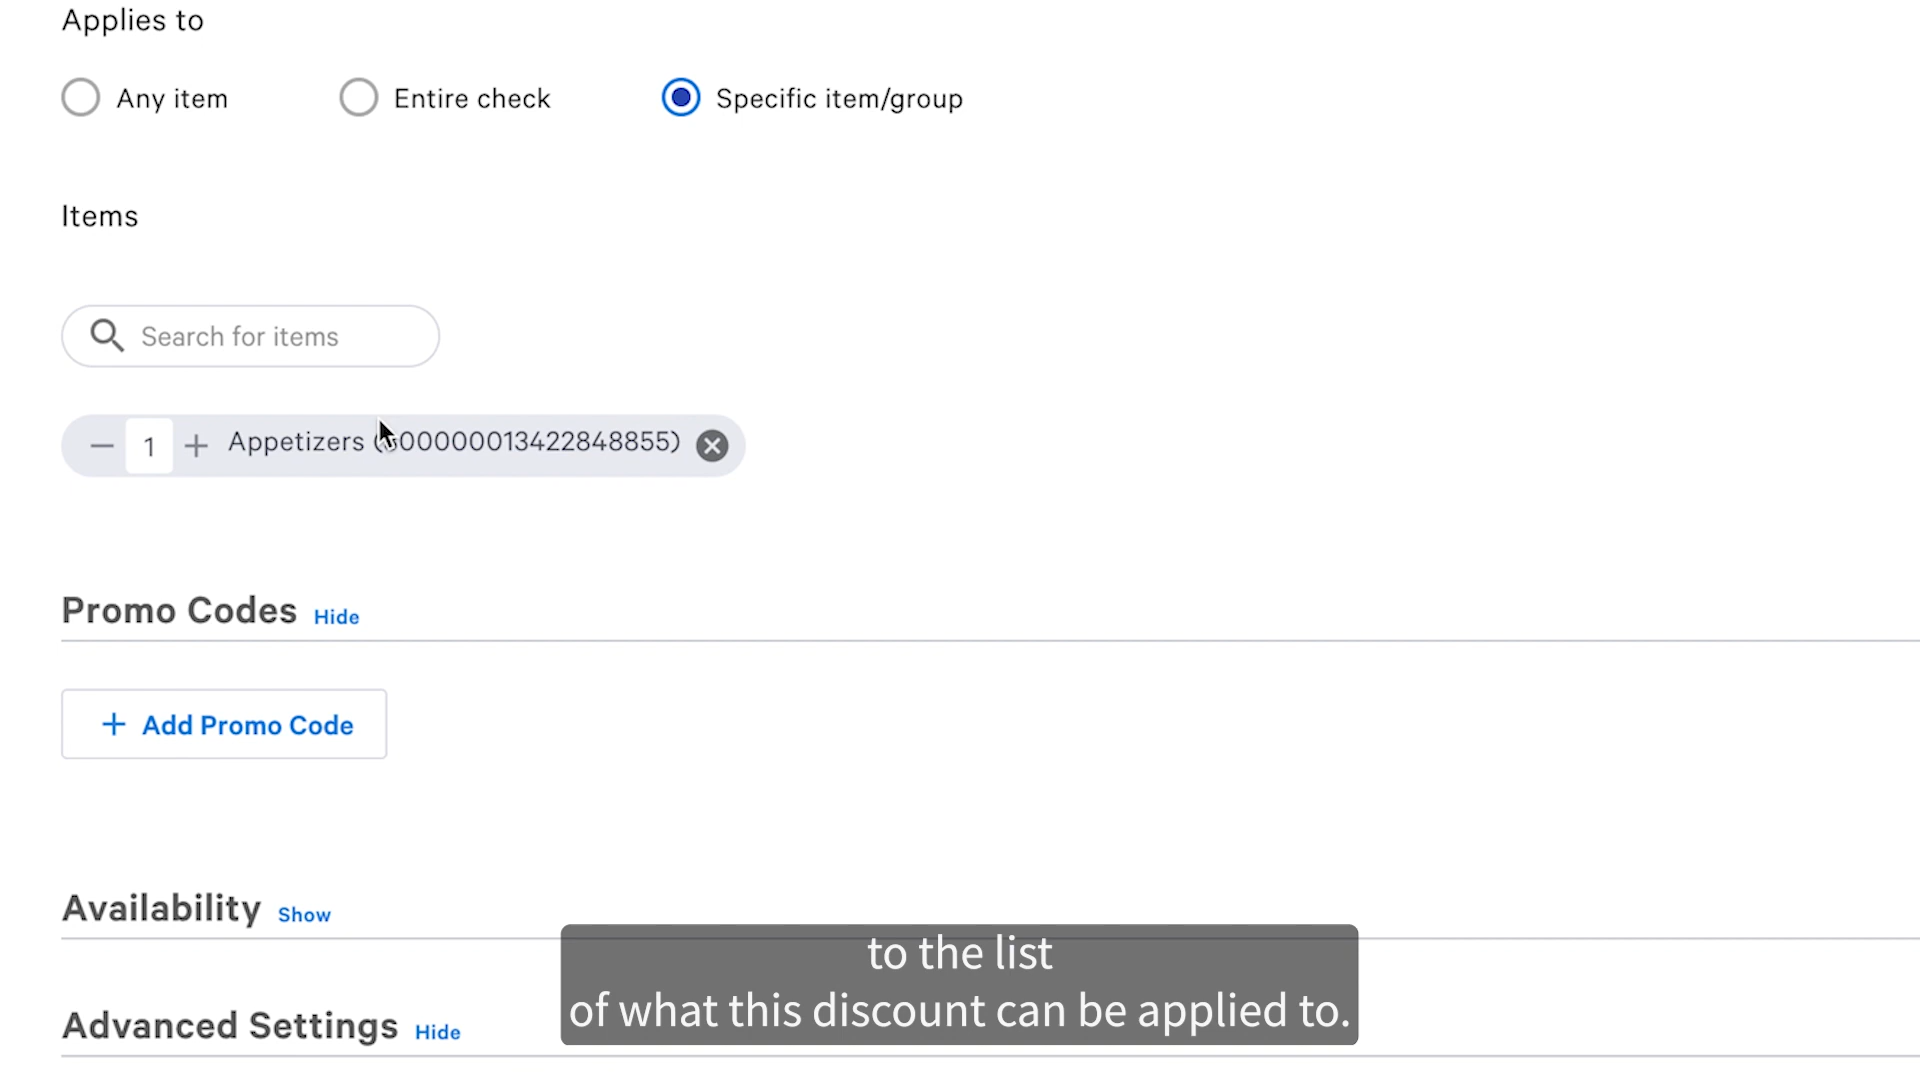 Applies to
Any item Entire check Specific item/group
Items
Search for items
1 Appetizers (
00000013422848855)
Promo Codes Hide
Add Promo Code
Availability Show
to the list
of what this discount can be applied to.
Advanced Settings Hide